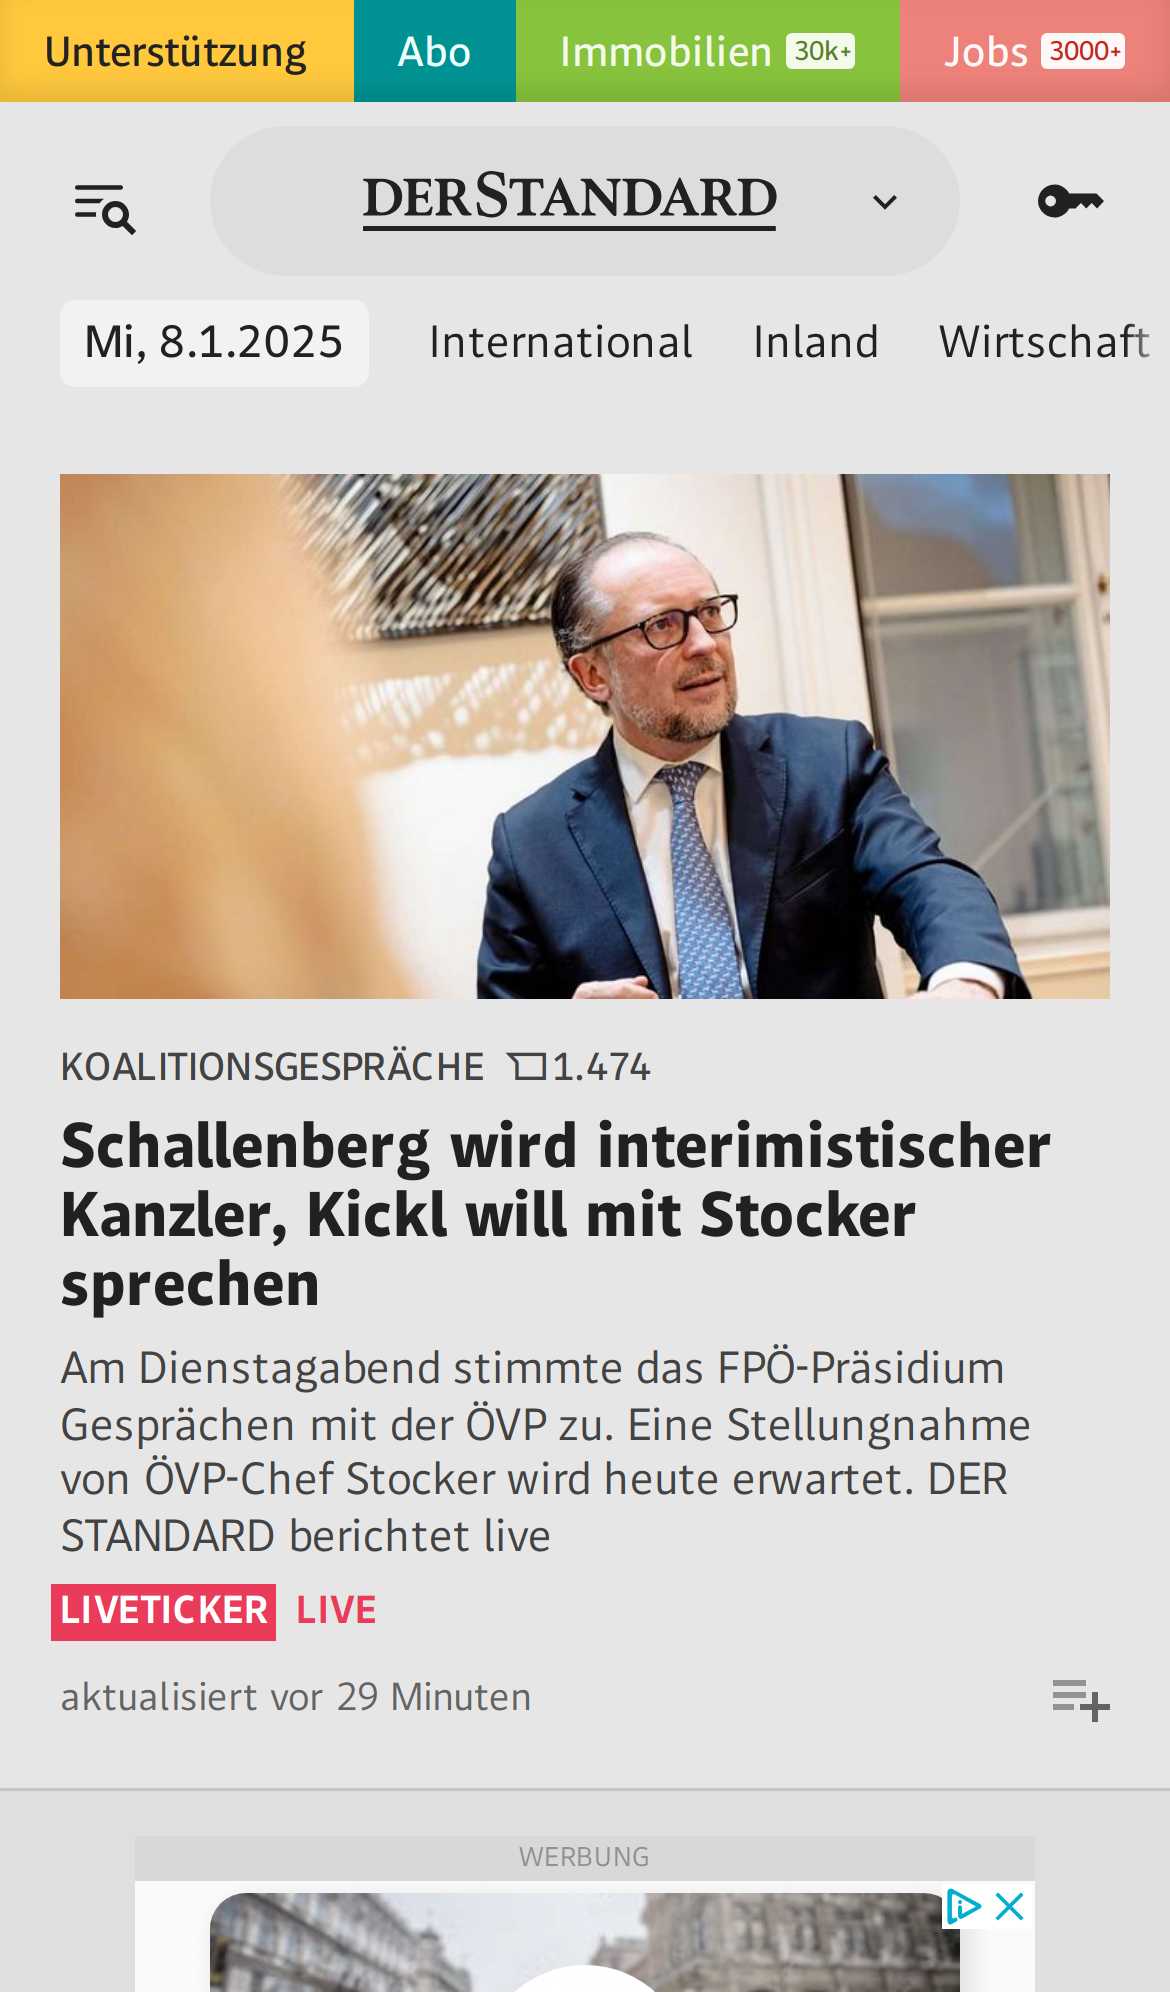 Unterstützung Abo Immobilien 30k+ Jobs 3000+
DERSTANDARD
Mi, 8.1.2025 International Inland Wirtschaft
KOALITIONSGESPRÄCHE 1.474
Schallenberg wird interimistischer
Kanzler, Kickl will mit Stocker
sprechen
Am Dienstagabend stimmte das FPÖ-Präsidium
Gesprächen mit der ÖVP zu. Eine Stellungnahme
von ÖVP-Chef Stocker wird heute erwartet. DER
STANDARD berichtet live
LIVETICKER LIVE
aktualisiert vor 29 Minuten
WERBUNG